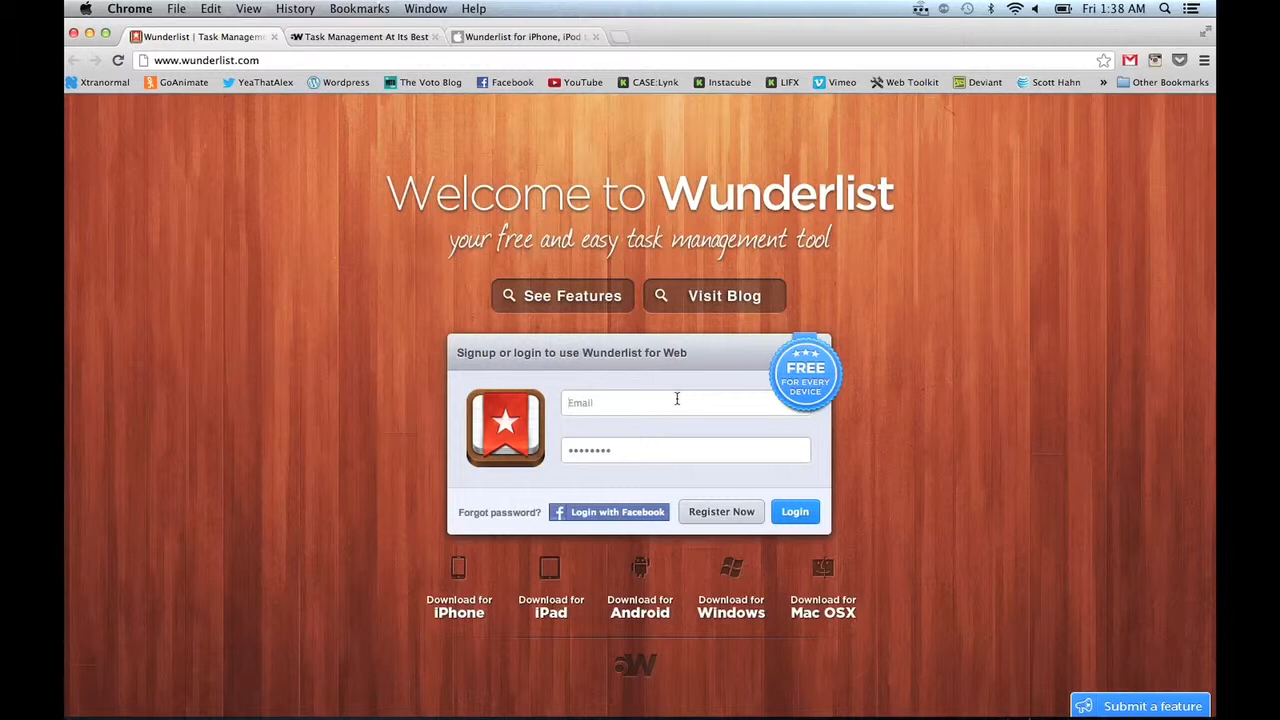 Chrome File Edit View History Bookmarks Window Help Fri 1:38 AM
Wunderlist | Task Manageme Task Management At Its Best Wunderlist for iPhone, iPod t
www.wunderlist.com
Xtranormal GoAnimate YeaThatAlex Wordpress The Voto Blog Facebook YouTube CASE:Lynk Instacube LIFX Vimeo Web Toolkit Deviant Scott Hahn » Other Bookmarks
Welcome to Wunderlist
your free and easy task management tool
See Features Visit Blog
Signup or login to use Wunderlist for Web
FREE
FOR EVERY
DEVICE
Email
••••••••
Forgot password? Login with Facebook Register Now Login
Download for Download for Download for Download for Download for
iPhone iPad Android Windows Mac OSX
6W
Submit a feature